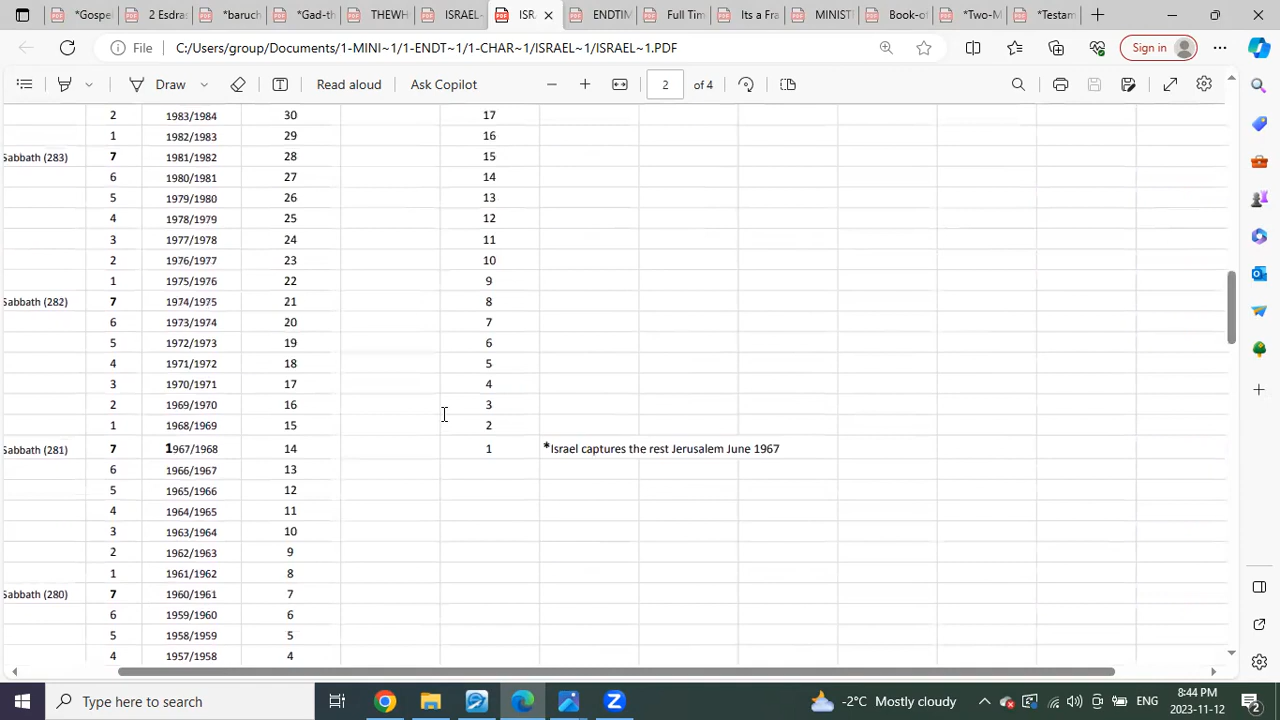 *Gospel
2 Esdras
*baruch
*Gad-th
THEWH
ISRAEL-
ISRA
ENDTIM
Full Tim
Its a Fra
MINIST
Book-o
*Two-M
*Testam
File C:/Users/group/Documents/1-MINI~1/1-ENDT~1/1-CHAR~1/ISRAEL~1/ISRAEL~1.PDF Sign in
Draw Read aloud Ask Copilot 2 of 4
2 1983/1984 30 17
1 1982/1983 29 16
Sabbath (283) 7 1981/1982 28 15
6 1980/1981 27 14
5 1979/1980 26 13
4 1978/1979 25 12
3 1977/1978 24 11
2 1976/1977 23 10
1 1975/1976 22 9
Sabbath (282) 7 1974/1975 21 8
6 1973/1974 20 7
5 1972/1973 19 6
4 1971/1972 18 5
3 1970/1971 17 4
2 1969/1970 16 3
1 1968/1969 15 2
Sabbath (281) 7 1967/1968 14 1 *Israel captures the rest Jerusalem June 1967
6 1966/1967 13
5 1965/1966 12
4 1964/1965 11
3 1963/1964 10
2 1962/1963 9
1 1961/1962 8
Sabbath (280) 7 1960/1961 7
6 1959/1960 6
5 1958/1959 5
4 1957/1958 4
Type here to search -2°C Mostly cloudy ENG 8:44 PM
2023-11-12 2